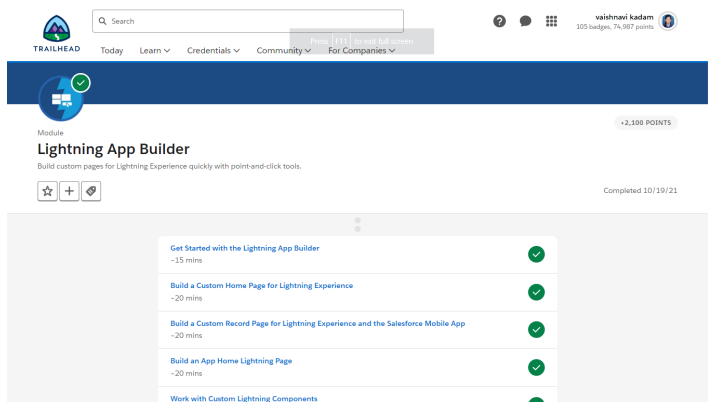 Search
vaishnavi kadam
105 badges, 74,987 points
TRAILHEAD
Today Learn Credentials Community For Companies
Press F11 to exit full screen
+2,100 POINTS
Module
Lightning App Builder
Build custom pages for Lightning Experience quickly with point-and-click tools.
Completed 10/19/21
Get Started with the Lightning App Builder
~15 mins
Build a Custom Home Page for Lightning Experience
~20 mins
Build a Custom Record Page for Lightning Experience and the Salesforce Mobile App
~20 mins
Build an App Home Lightning Page
~20 mins
Work with Custom Lightning Components